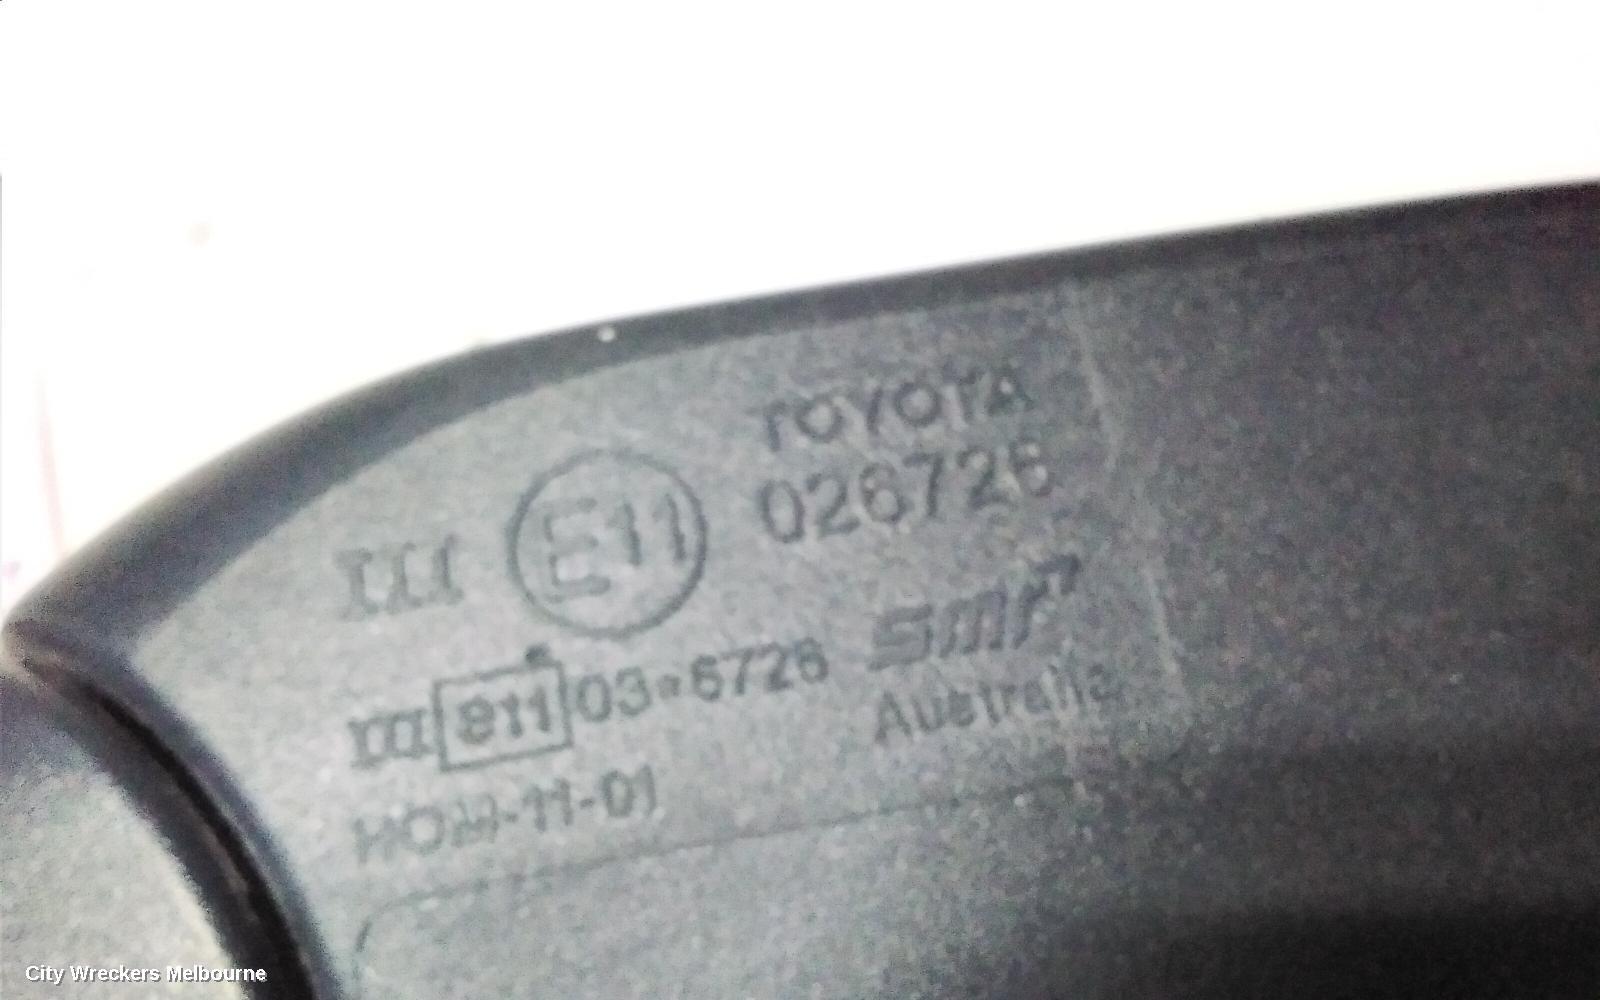 TOYOTA
III E11 026726
III e11 03*6726 SMR
Australia
-11-01
City Wreckers Melbourne